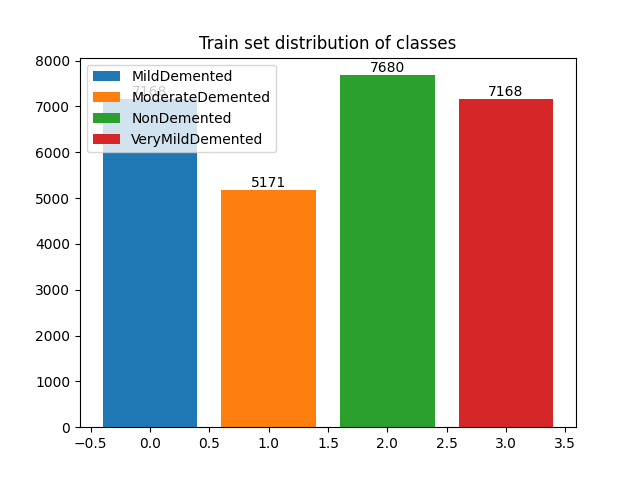 Train set distribution of classes
8000
7000
6000
5000
4000
3000
2000
1000
0
MildDemented
ModerateDemented
NonDemented
VeryMildDemented
7168
5171
7680
7168
−0.5 0.0 0.5 1.0 1.5 2.0 2.5 3.0 3.5